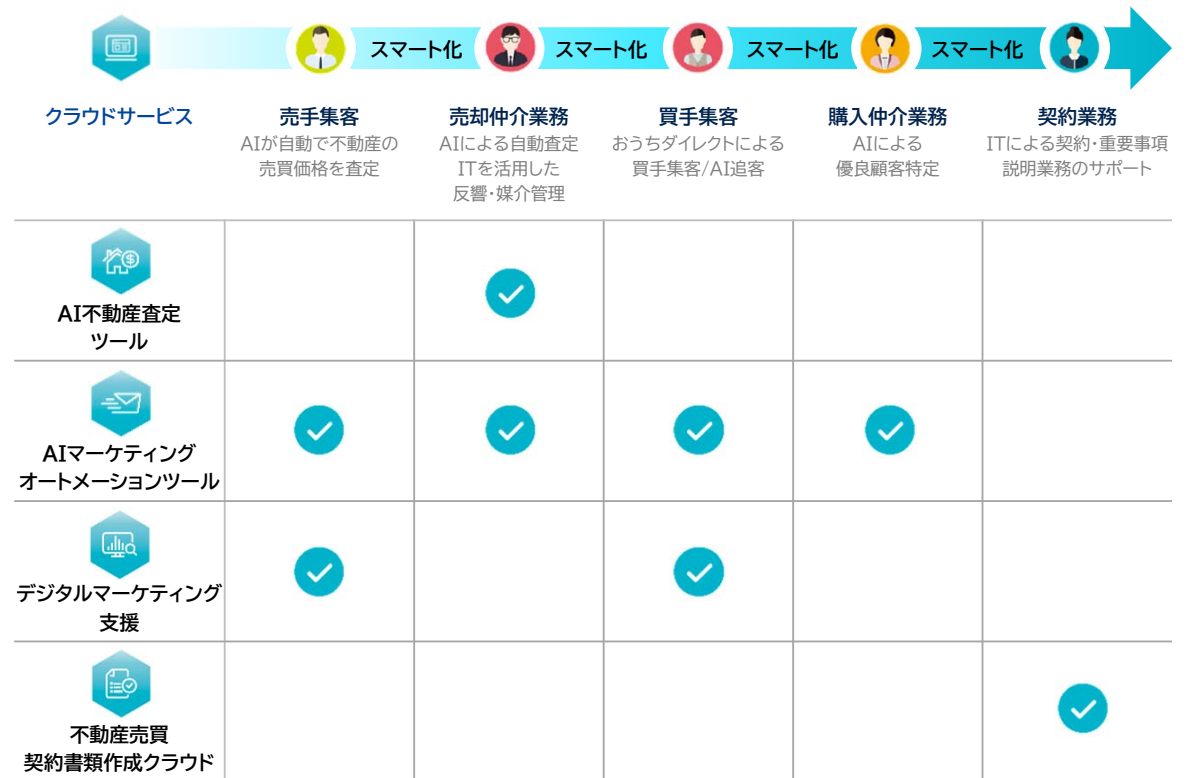 スマート化
スマート化
スマート化
スマート化
クラウドサービス
売手集客
AIが自動で不動産の
売買価格を査定
売却仲介業務
AIによる自動査定
ITを活用した
反響・媒介管理
買手集客
おうちダイレクトによる
買手集客/AI追客
購入仲介業務
AIによる
優良顧客特定
契約業務
ITによる契約・重要事項
説明業務のサポート
AI不動産査定
ツール
AIマーケティング
オートメーションツール
デジタルマーケティング
支援
不動産売買
契約書類作成クラウド